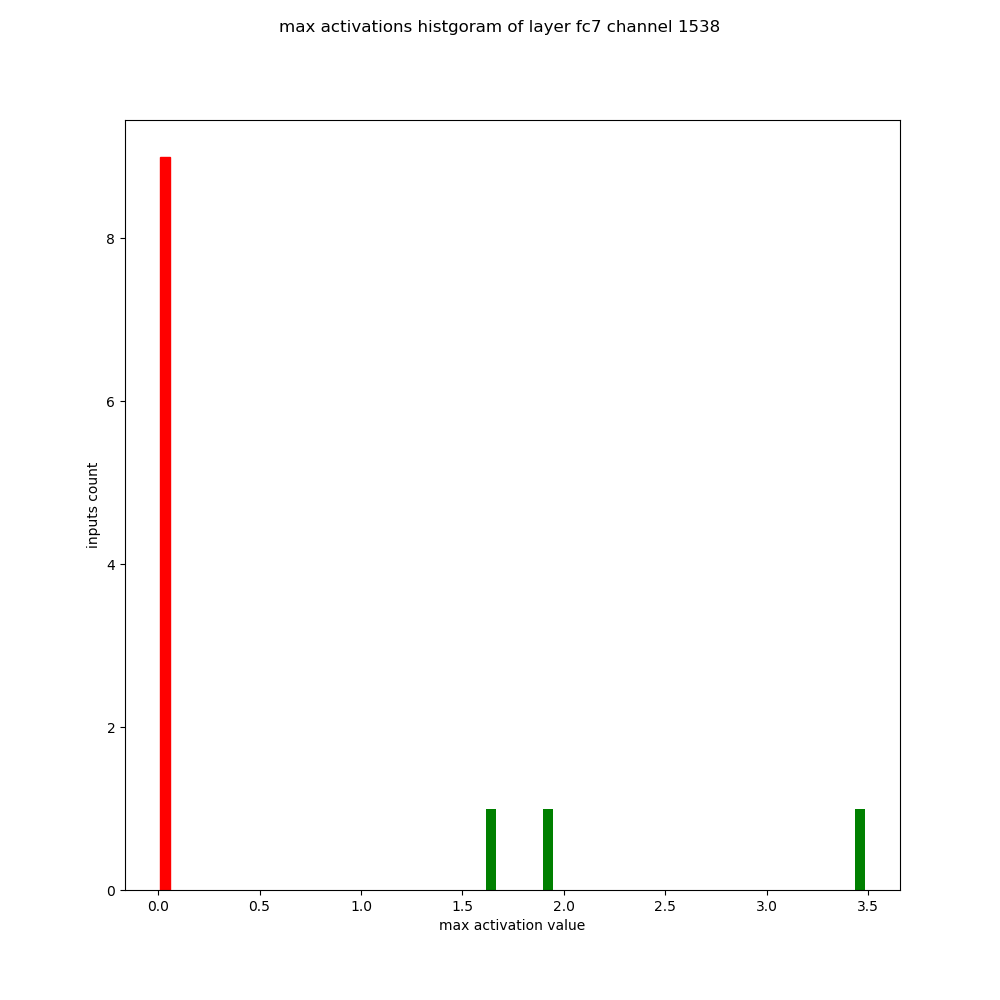 max activations histgoram of layer fc7 channel 1538
8
6
4
2
0
inputs count
0.0 0.5 1.0 1.5 2.0 2.5 3.0 3.5
max activation value